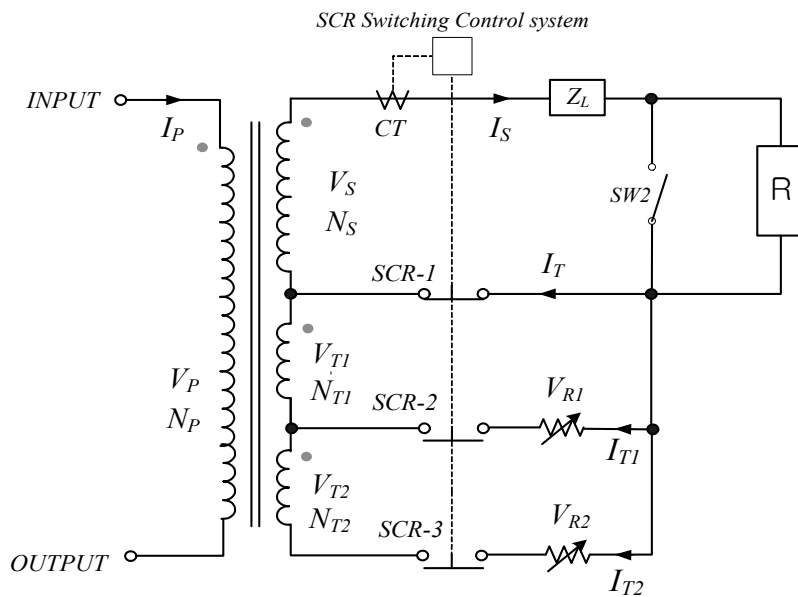 SCR Switching Control system
INPUT
I_P
CT
I_S
Z_L
V_S
N_S
SW2
R
SCR-1
I_T
V_T1
N_T1
V_P
N_P
SCR-2
V_R1
I_T1
V_T2
N_T2
SCR-3
V_R2
OUTPUT
I_T2